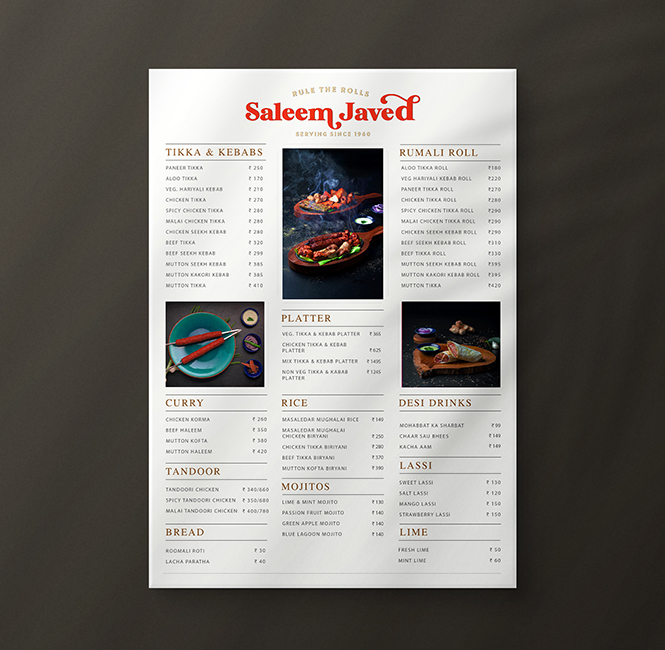 RULE THE ROLLS
Saleem Javed
SERVING SINCE 1960
TIKKA & KEBABS
PANEER TIKKA ₹ 250
ALOO TIKKA ₹ 170
VEG. HARIYALI KEBAB ₹ 210
CHICKEN TIKKA ₹ 270
SPICY CHICKEN TIKKA ₹ 280
MALAI CHICKEN TIKKA ₹ 280
CHICKEN SEEKH KEBAB ₹ 280
BEEF TIKKA ₹ 320
BEEF SEEKH KEBAB ₹ 299
MUTTON SEEKH KEBAB ₹ 385
MUTTON KAKORI KEBAB ₹ 385
MUTTON TIKKA ₹ 410
CURRY
CHICKEN KORMA ₹ 260
BEEF HALEEM ₹ 350
MUTTON KOFTA ₹ 380
MUTTON HALEEM ₹ 420
TANDOOR
TANDOORI CHICKEN ₹ 340/660
SPICY TANDOORI CHICKEN ₹ 350/680
MALAI TANDOORI CHICKEN ₹ 400/780
BREAD
ROOMALI ROTI ₹ 30
LACHA PARATHA ₹ 40
PLATTER
VEG. TIKKA & KEBAB PLATTER ₹365
CHICKEN TIKKA & KEBAB
PLATTER ₹625
MIX TIKKA & KEBAB PLATTER ₹1495
NON VEG TIKKA & KABAB ₹1245
PLATTER
RICE
MASALEDAR MUGHALAI RICE ₹149
MASALEDAR MUGHALAI
CHICKEN BIRYANI ₹250
CHICKEN TIKKA BIRIYANI ₹280
BEEF TIKKA BIRYANI ₹370
MUTTON KOFTA BIRYANI ₹390
MOJITOS
LIME & MINT MOJITO ₹130
PASSION FRUIT MOJITO ₹140
GREEN APPLE MOJITO ₹140
BLUE LAGOON MOJITO ₹140
RUMALI ROLL
ALOO TIKKA ROLL ₹180
VEG HARIYALI KEBAB ROLL ₹220
PANEER TIKKA ROLL ₹270
CHICKEN TIKKA ROLL ₹280
SPICY CHICKEN TIKKA ROLL ₹290
MALAI CHICKEN TIKKA ROLL ₹290
CHICKEN SEEKH KEBAB ROLL ₹290
BEEF SEEKH KEBAB ROLL ₹310
BEEF TIKKA ROLL ₹330
MUTTON SEEKH KEBAB ROLL ₹395
MUTTON KAKORI KEBAB ROLL ₹395
MUTTON TIKKA ₹420
DESI DRINKS
MOHABBAT KA SHARBAT ₹99
CHAAR SAU BHEES ₹149
KACHA AAM ₹149
LASSI
SWEET LASSI ₹ 130
SALT LASSI ₹ 120
MANGO LASSI ₹ 150
STRAWBERRY LASSI ₹ 150
LIME
FRESH LIME ₹ 50
MINT LIME ₹ 60